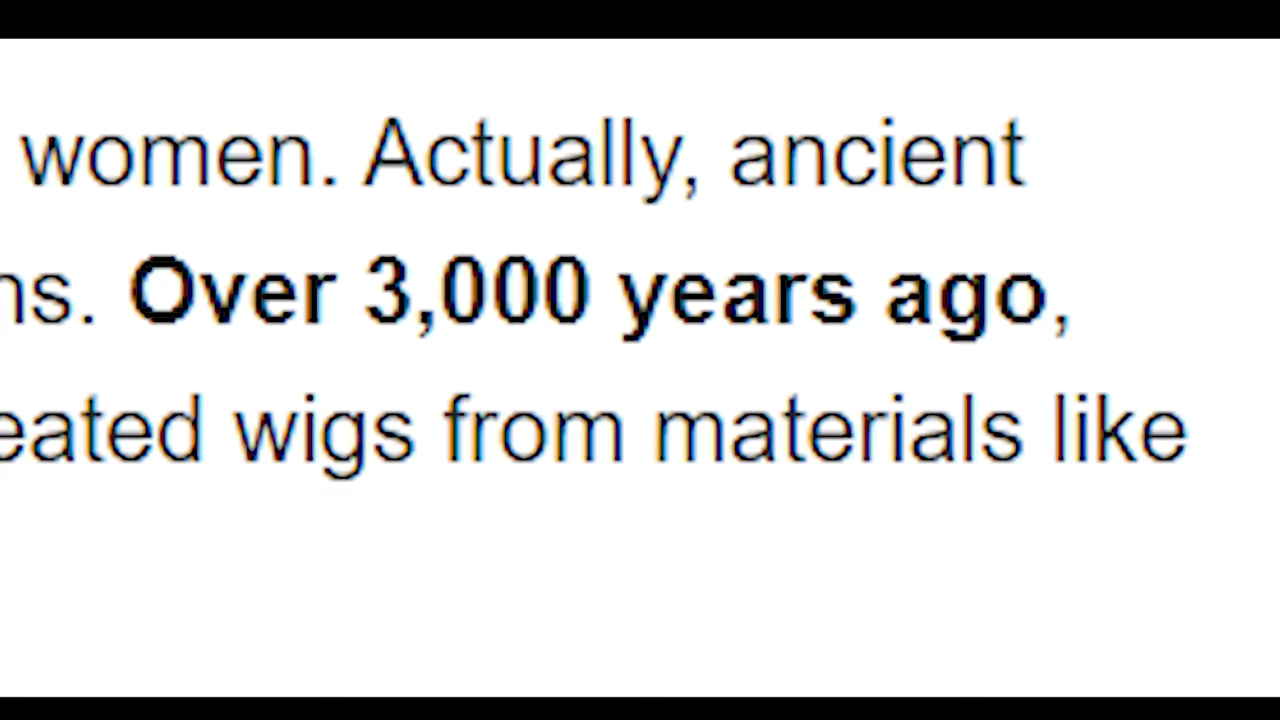 women. Actually, ancient
ns. Over 3,000 years ago,
eated wigs from materials like